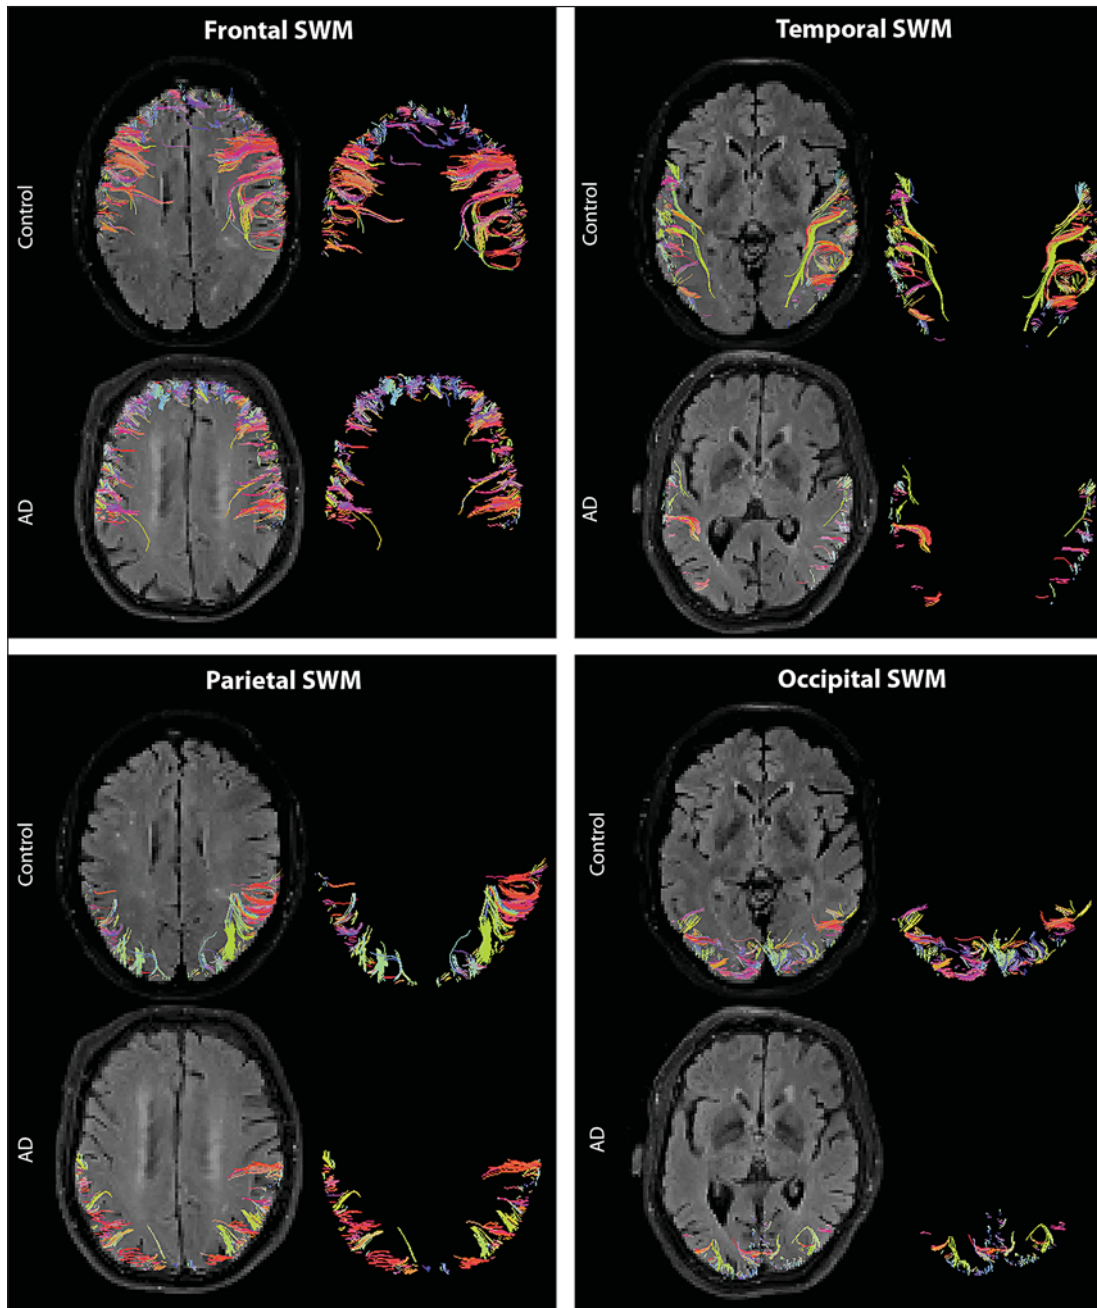 Frontal SWM
Control
AD
Temporal SWM
Control
AD
Parietal SWM
Control
AD
Occipital SWM
Control
AD